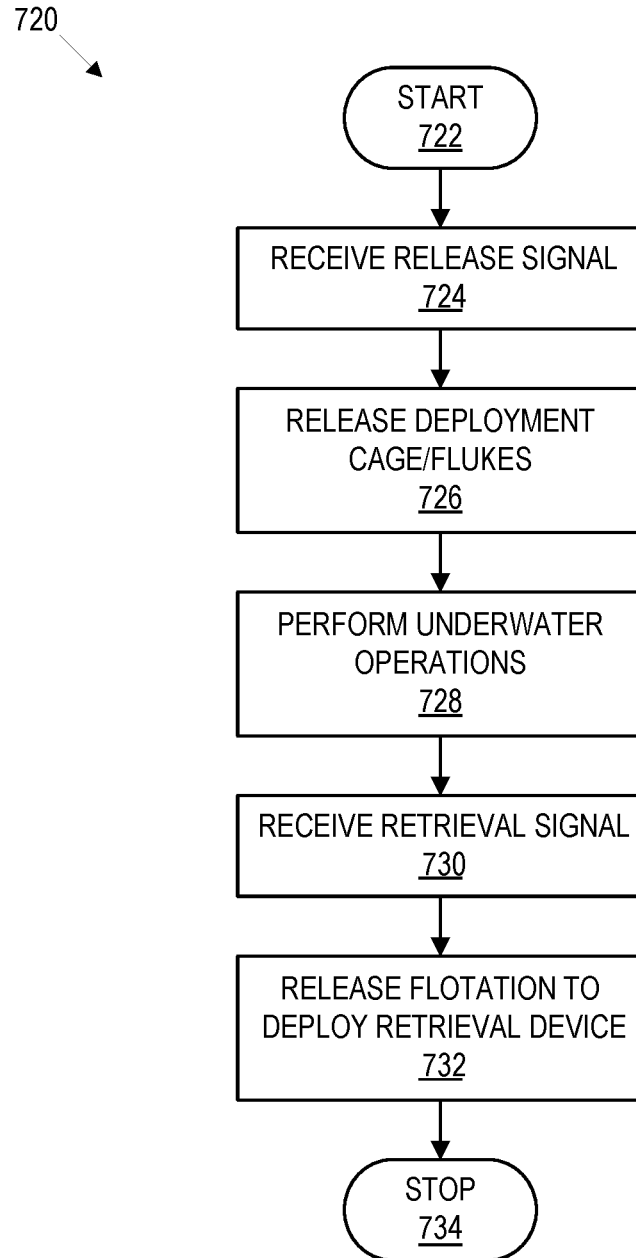 720
START
722
RECEIVE RELEASE SIGNAL
724
RELEASE DEPLOYMENT
CAGE/FLUKES
726
PERFORM UNDERWATER
OPERATIONS
728
RECEIVE RETRIEVAL SIGNAL
730
RELEASE FLOTATION TO
DEPLOY RETRIEVAL DEVICE
732
STOP
734